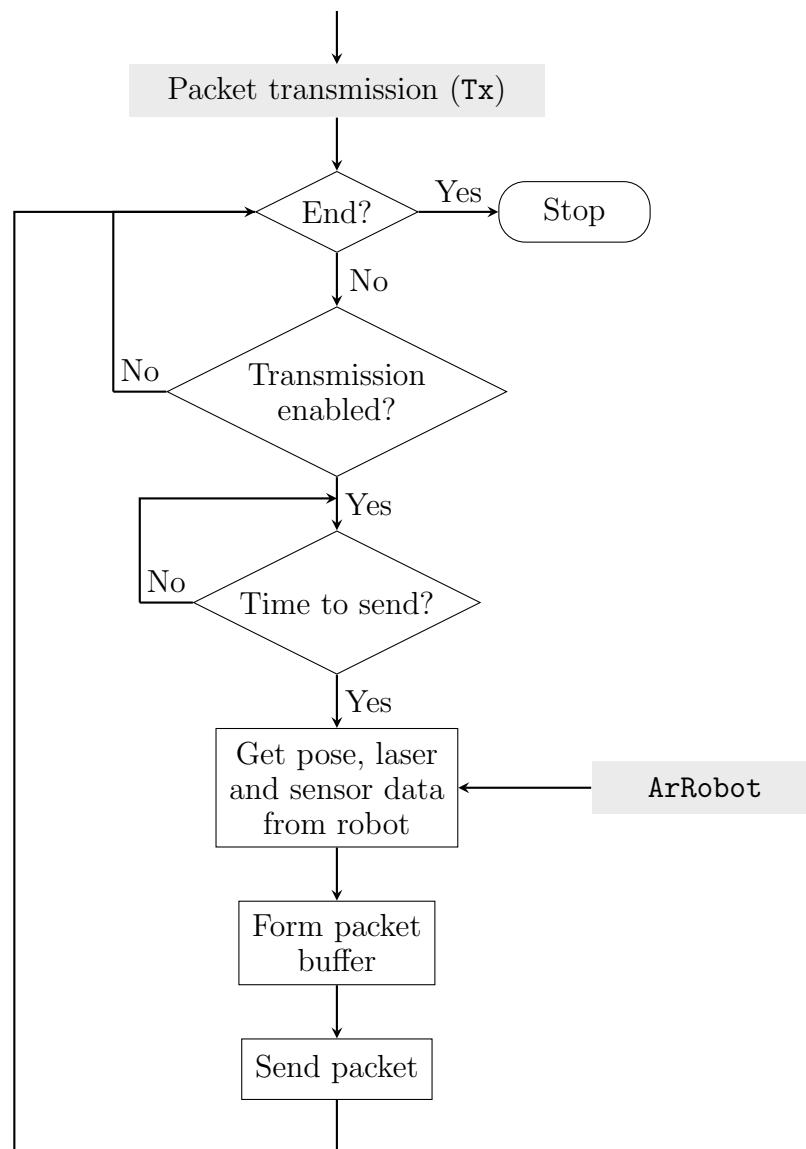 Packet transmission (Tx)
End?
Yes
Stop
No
Transmission
enabled?
No
Yes
Time to send?
No
Yes
Get pose, laser
and sensor data
from robot
ArRobot
Form packet
buffer
Send packet